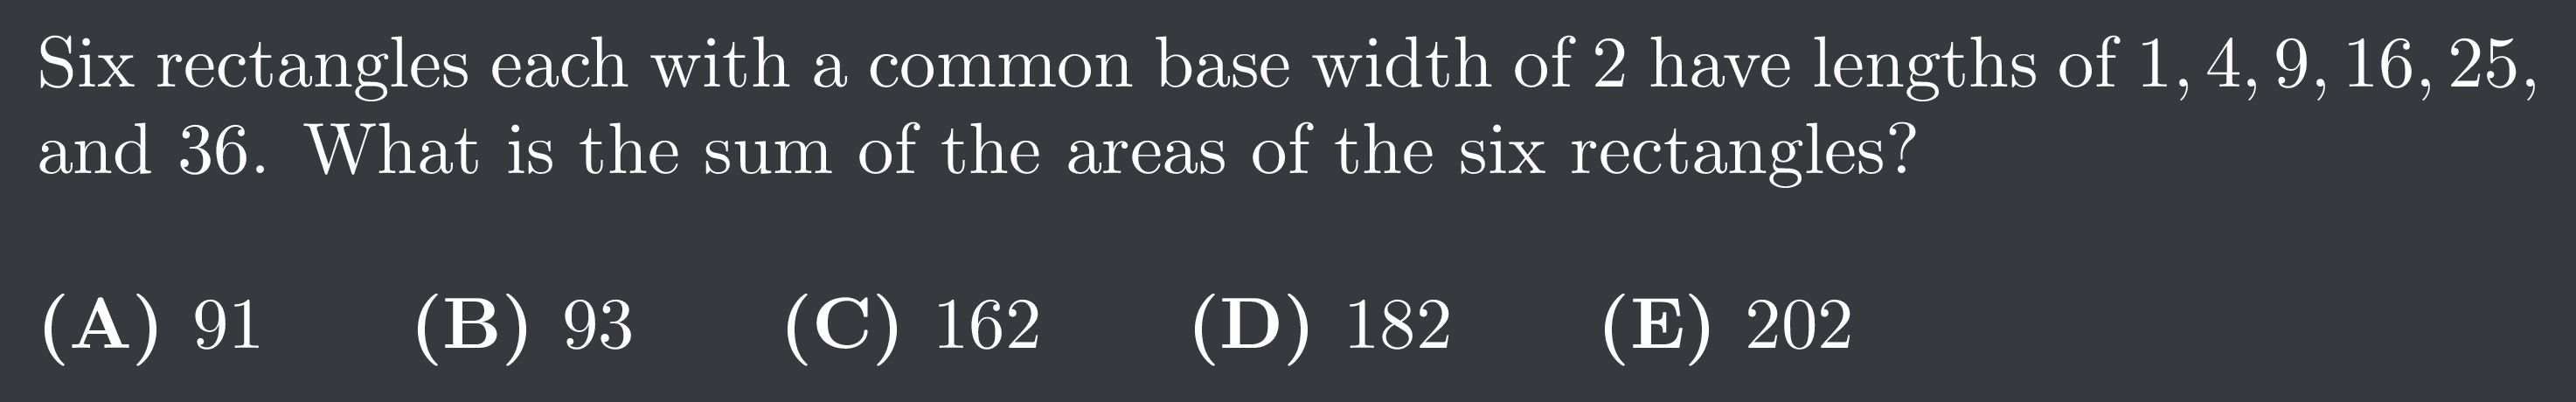 Six rectangles each with a common base width of 2 have lengths of 1, 4, 9, 16, 25,
and 36. What is the sum of the areas of the six rectangles?
(A) 91 (B) 93 (C) 162 (D) 182 (E) 202